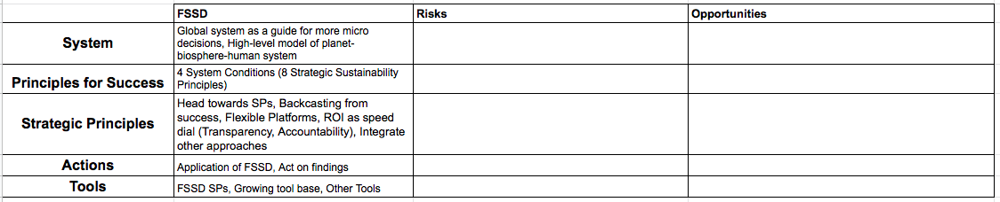 FSSD Risks Opportunities
System
Global system as a guide for more micro
decisions, High-level model of planet-
biosphere-human system
Principles for Success
4 System Conditions (8 Strategic Sustainability
Principles)
Strategic Principles
Head towards SPs, Backcasting from
success, Flexible Platforms, ROI as speed
dial (Transparency, Accountability), Integrate
other approaches
Actions
Application of FSSD, Act on findings
Tools
FSSD SPs, Growing tool base, Other Tools